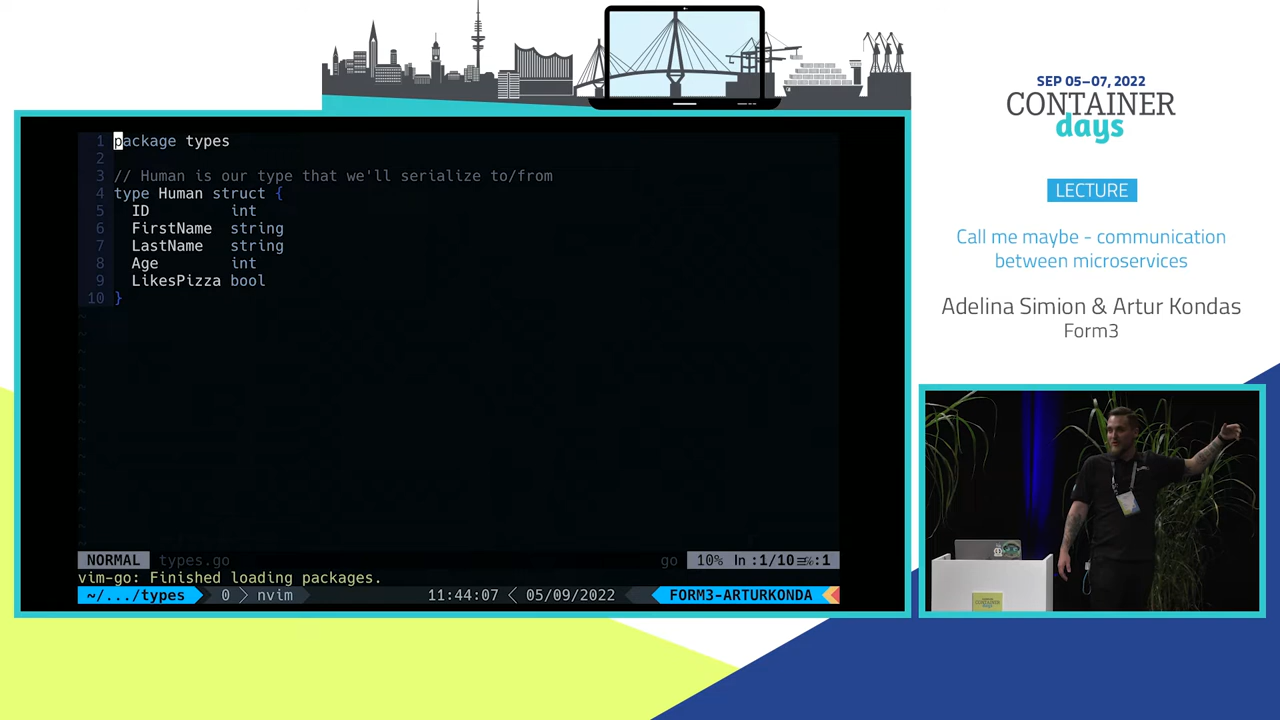 SEP 05–07, 2022
CONTAINER
days
LECTURE
Call me maybe - communication
between microservices
Adelina Simion & Artur Kondas
Form3
1 package types
2
3 // Human is our type that we'll serialize to/from
4 type Human struct {
5 ID int
6 FirstName string
7 LastName string
8 Age int
9 LikesPizza bool
10 }
NORMAL types.go go 10% ln :1/10≡℅:1
vim-go: Finished loading packages.
~/.../types 0 nvim 11:44:07 05/09/2022 FORM3-ARTURKONDA
CONTAINER
days